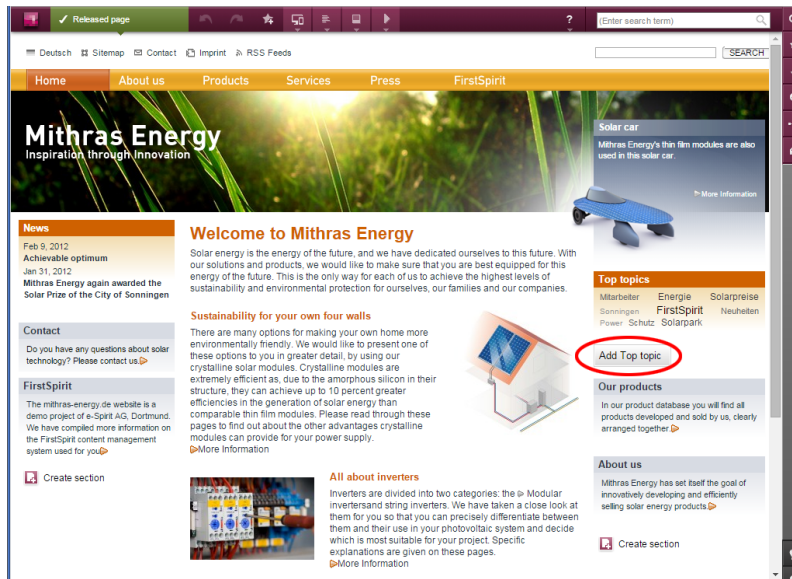 Released page
?
(Enter search term)
Deutsch Sitemap Contact Imprint RSS Feeds
SEARCH
Home About us Products Services Press FirstSpirit
Mithras Energy
Inspiration through Innovation
Solar car
Mithras Energy's thin film modules are also
used in this solar car.
More Information
News
Feb 9, 2012
Achievable optimum
Jan 31, 2012
Mithras Energy again awarded the
Solar Prize of the City of Sonningen
Contact
Do you have any questions about solar
technology? Please contact us.
FirstSpirit
The mithras-energy.de website is a
demo project of e-Spirit AG, Dortmund.
We have compiled more information on
the FirstSpirit content management
system used for you
Create section
Welcome to Mithras Energy
Solar energy is the energy of the future, and we have dedicated ourselves to this future. With
our solutions and products, we would like to make sure that you are best equipped for this
energy of the future. This is the only way for each of us to achieve the highest levels of
sustainability and environmental protection for ourselves, our families and our companies.
Sustainability for your own four
walls
There are many options for making your own home more
environmentally friendly. We would like to present one of
these options to you in greater detail, by using our
crystalline solar modules. Crystalline modules are
extremely efficient as, due to the amorphous silicon in their
structure, they can achieve up to 10 percent greater
efficiencies in the generation of solar energy than
comparable thin film modules. Please read through these
pages to find out about the other advantages crystalline
modules can provide for your power supply.
More Information
All about inverters
Inverters are divided into two categories: the Modular
invertersand string inverters. We have taken a close look at
them for you so that you can precisely differentiate between
them and their use in your photovoltaic system and decide
which is most suitable for your project. Specific
explanations are given on these pages.
More Information
Top topics
Mitarbeiter Energie Solarpreise
Sonningen FirstSpirit Neuheiten
Power Schutz Solarpark
Add Top topic
Our products
In our product database you will find all
products developed and sold by us, clearly
arranged together.
About us
Mithras Energy has set itself the goal of
innovatively developing and efficiently
selling solar energy products.
Create section